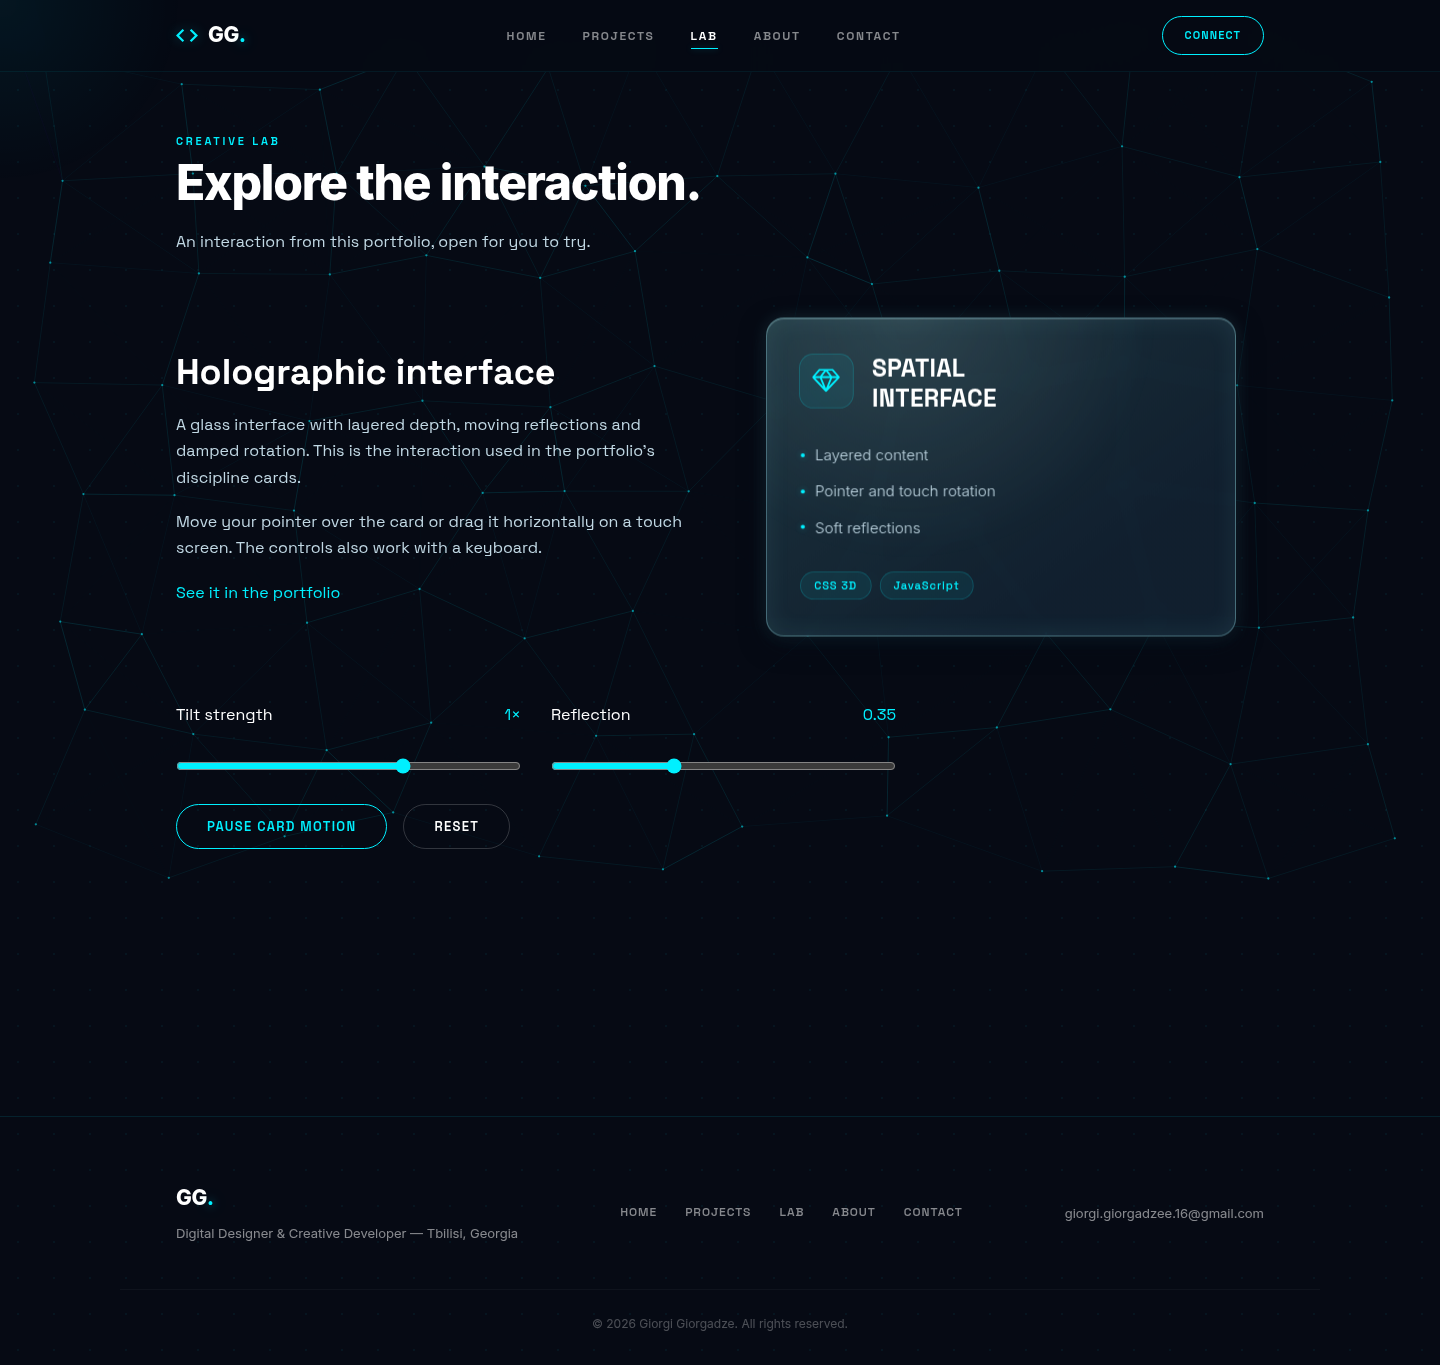 GG.
HOME PROJECTS LAB ABOUT CONTACT
CONNECT
CREATIVE LAB
Explore the interaction.
An interaction from this portfolio, open for you to try.
Holographic interface
A glass interface with layered depth, moving reflections and
damped rotation. This is the interaction used in the portfolio’s
discipline cards.
Move your pointer over the card or drag it horizontally on a touch
screen. The controls also work with a keyboard.
See it in the portfolio
SPATIAL
INTERFACE
Layered content
Pointer and touch rotation
Soft reflections
CSS 3D JavaScript
Tilt strength 1×
Reflection 0.35
PAUSE CARD MOTION RESET
GG.
Digital Designer & Creative Developer — Tbilisi, Georgia
HOME PROJECTS LAB ABOUT CONTACT
giorgi.giorgadzee.16@gmail.com
© 2026 Giorgi Giorgadze. All rights reserved.